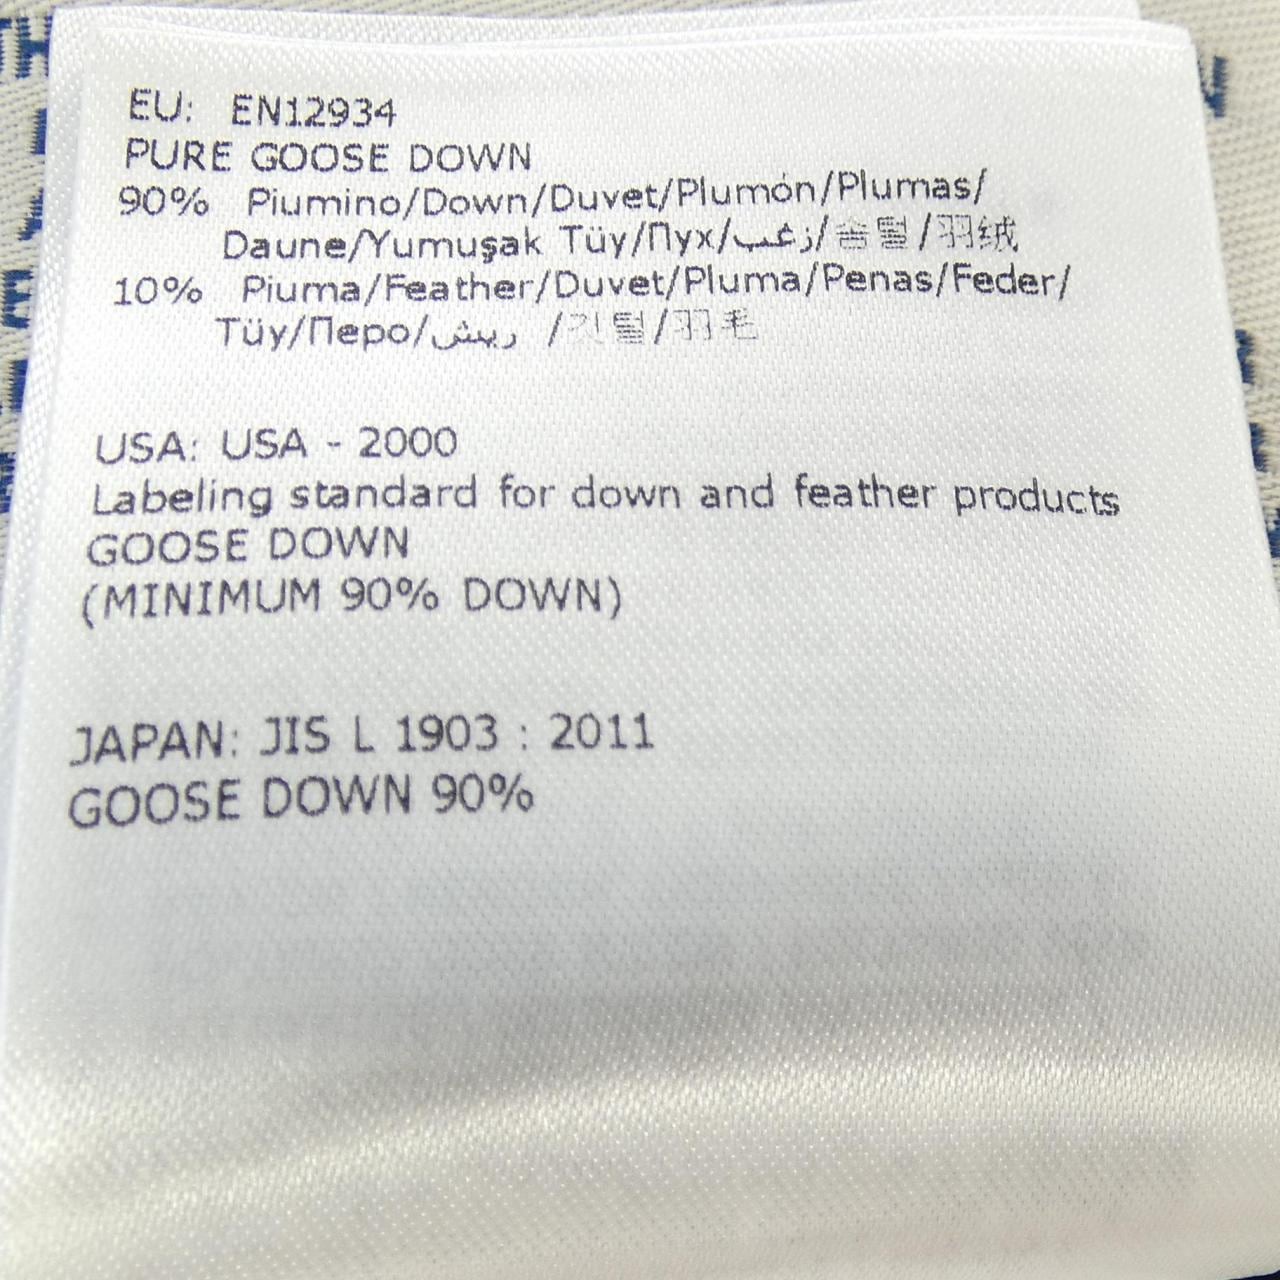 EU: EN12934
PURE GOOSE DOWN
90% Piumino/Down/Duvet/Plumón/Plumas/
Daune/Yumuşak Tüy/Пух/زغب/솜털/羽绒
10% Piuma/Feather/Duvet/Pluma/Penas/Feder/
Tüy/Перо/ريش /깃털/羽毛
USA: USA - 2000
Labeling standard for down and feather products
GOOSE DOWN
(MINIMUM 90% DOWN)
JAPAN: JIS L 1903 : 2011
GOOSE DOWN 90%